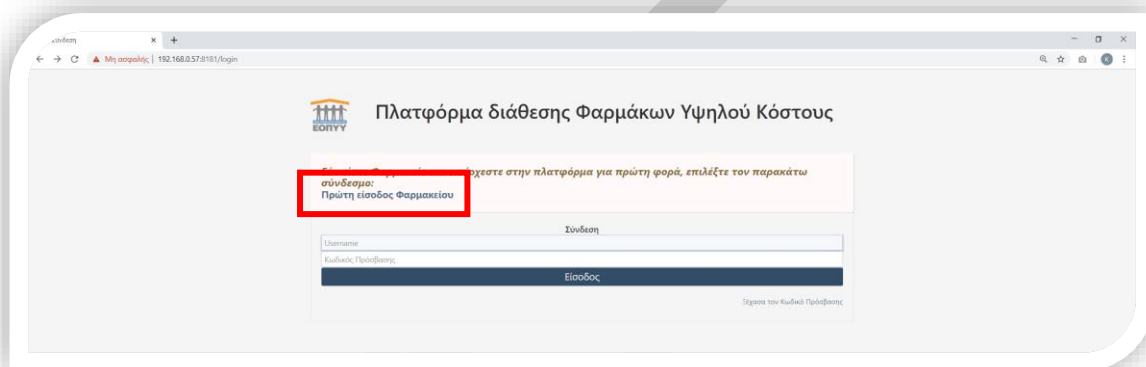 Σύνδεση
Μη ασφαλής | 192.168.0.57:8181/login
ΕΟΠΥΥ
Πλατφόρμα διάθεσης Φαρμάκων Υψηλού Κόστους
στην πλατφόρμα για πρώτη φορά, επιλέξτε τον παρακάτω
σύνδεσμο:
Πρώτη είσοδος Φαρμακείου
Σύνδεση
Username
Κωδικός Πρόσβασης
Είσοδος
Ξέχασα τον Κωδικό Πρόσβασης